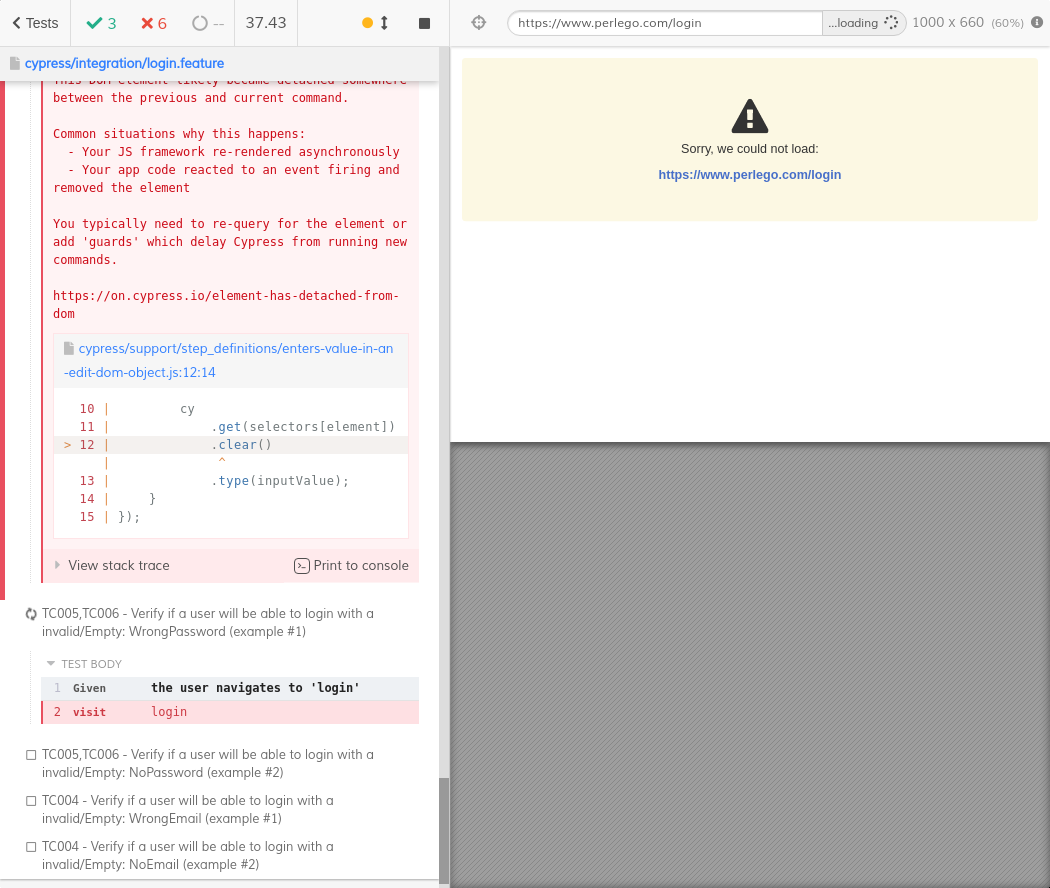 Tests
3
6
--
37.43
https://www.perlego.com/login
...loading
1000 x 660 (60%)
cypress/integration/login.feature
This DOM element likely became detached somewhere
between the previous and current command.
Common situations why this happens:
- Your JS framework re-rendered asynchronously
- Your app code reacted to an event firing and
removed the element
You typically need to re-query for the element or
add 'guards' which delay Cypress from running new
commands.
https://on.cypress.io/element-has-detached-from-
dom
cypress/support/step_definitions/enters-value-in-an
-edit-dom-object.js:12:14
10 | cy
11 | .get(selectors[element])
> 12 | .clear()
| ^
13 | .type(inputValue);
14 | }
15 | });
View stack trace
Print to console
TC005,TC006 - Verify if a user will be able to login with a
invalid/Empty: WrongPassword (example #1)
TEST BODY
1 Given the user navigates to 'login'
2 visit login
TC005,TC006 - Verify if a user will be able to login with a
invalid/Empty: NoPassword (example #2)
TC004 - Verify if a user will be able to login with a
invalid/Empty: WrongEmail (example #1)
TC004 - Verify if a user will be able to login with a
invalid/Empty: NoEmail (example #2)
Sorry, we could not load:
https://www.perlego.com/login